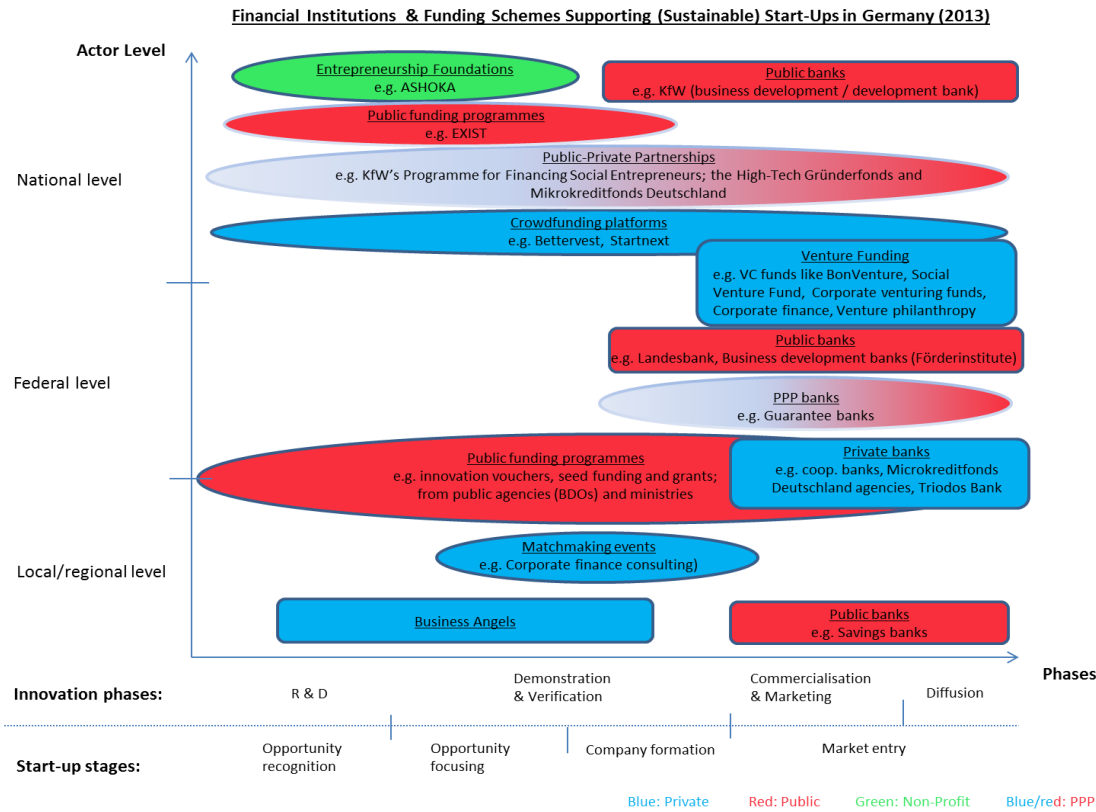 Financial Institutions & Funding Schemes Supporting (Sustainable) Start-Ups in Germany (2013)
Actor Level
Entrepreneurship Foundations
e.g. ASHOKA
Public banks
e.g. KfW (business development / development bank)
Public funding programmes
e.g. EXIST
National level
Public-Private Partnerships
e.g. KfW's Programme for Financing Social Entrepreneurs; the High-Tech Gründerfonds and
Mikrokreditfonds Deutschland
Crowdfunding platforms
e.g. Bettervest, Startnext
Venture Funding
e.g. VC funds like BonVenture, Social
Venture Fund, Corporate venturing funds,
Corporate finance, Venture philanthropy
Public banks
e.g. Landesbank, Business development banks (Förderinstitute)
Federal level
PPP banks
e.g. Guarantee banks
Public funding programmes
e.g. innovation vouchers, seed funding and grants;
from public agencies (BDOs) and ministries
Private banks
e.g. coop. banks, Microkreditfonds
Deutschland agencies, Triodos Bank
Matchmaking events
e.g. Corporate finance consulting)
Local/regional level
Business Angels
Public banks
e.g. Savings banks
Phases
Innovation phases:
R & D
Demonstration
& Verification
Commercialisation
& Marketing
Diffusion
Start-up stages:
Opportunity
recognition
Opportunity
focusing
Company formation
Market entry
Blue: Private Red: Public Green: Non-Profit Blue/red: PPP